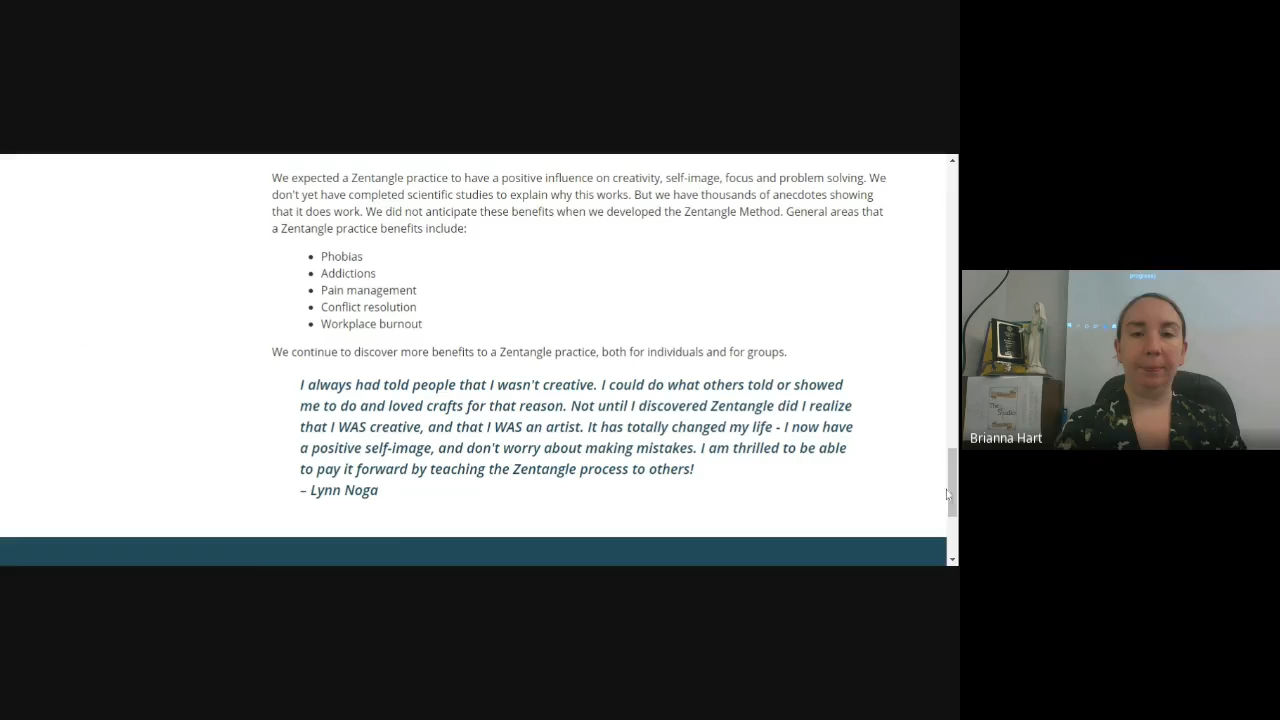 We expected a Zentangle practice to have a positive influence on creativity, self-image, focus and problem solving. We
don't yet have completed scientific studies to explain why this works. But we have thousands of anecdotes showing
that it does work. We did not anticipate these benefits when we developed the Zentangle Method. General areas that
a Zentangle practice benefits include:
• Phobias
• Addictions
• Pain management
• Conflict resolution
• Workplace burnout
We continue to discover more benefits to a Zentangle practice, both for individuals and for groups.
I always had told people that I wasn't creative. I could do what others told or showed
me to do and loved crafts for that reason. Not until I discovered Zentangle did I realize
that I WAS creative, and that I WAS an artist. It has totally changed my life - I now have
a positive self-image, and don't worry about making mistakes. I am thrilled to be able
to pay it forward by teaching the Zentangle process to others!
– Lynn Noga
progress)
The
Studio
Brianna Hart